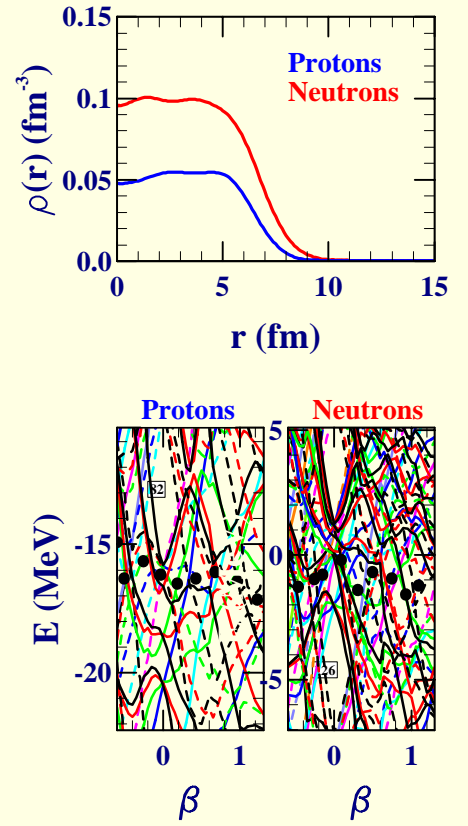 0.15
Protons
Neutrons
0.1
0.05
0.0
ρ(r) (fm⁻³)
0 5 10 15
r (fm)
Protons Neutrons
5
82
-15 0
E (MeV)
-20 -5
26
0 1 0 1
β β